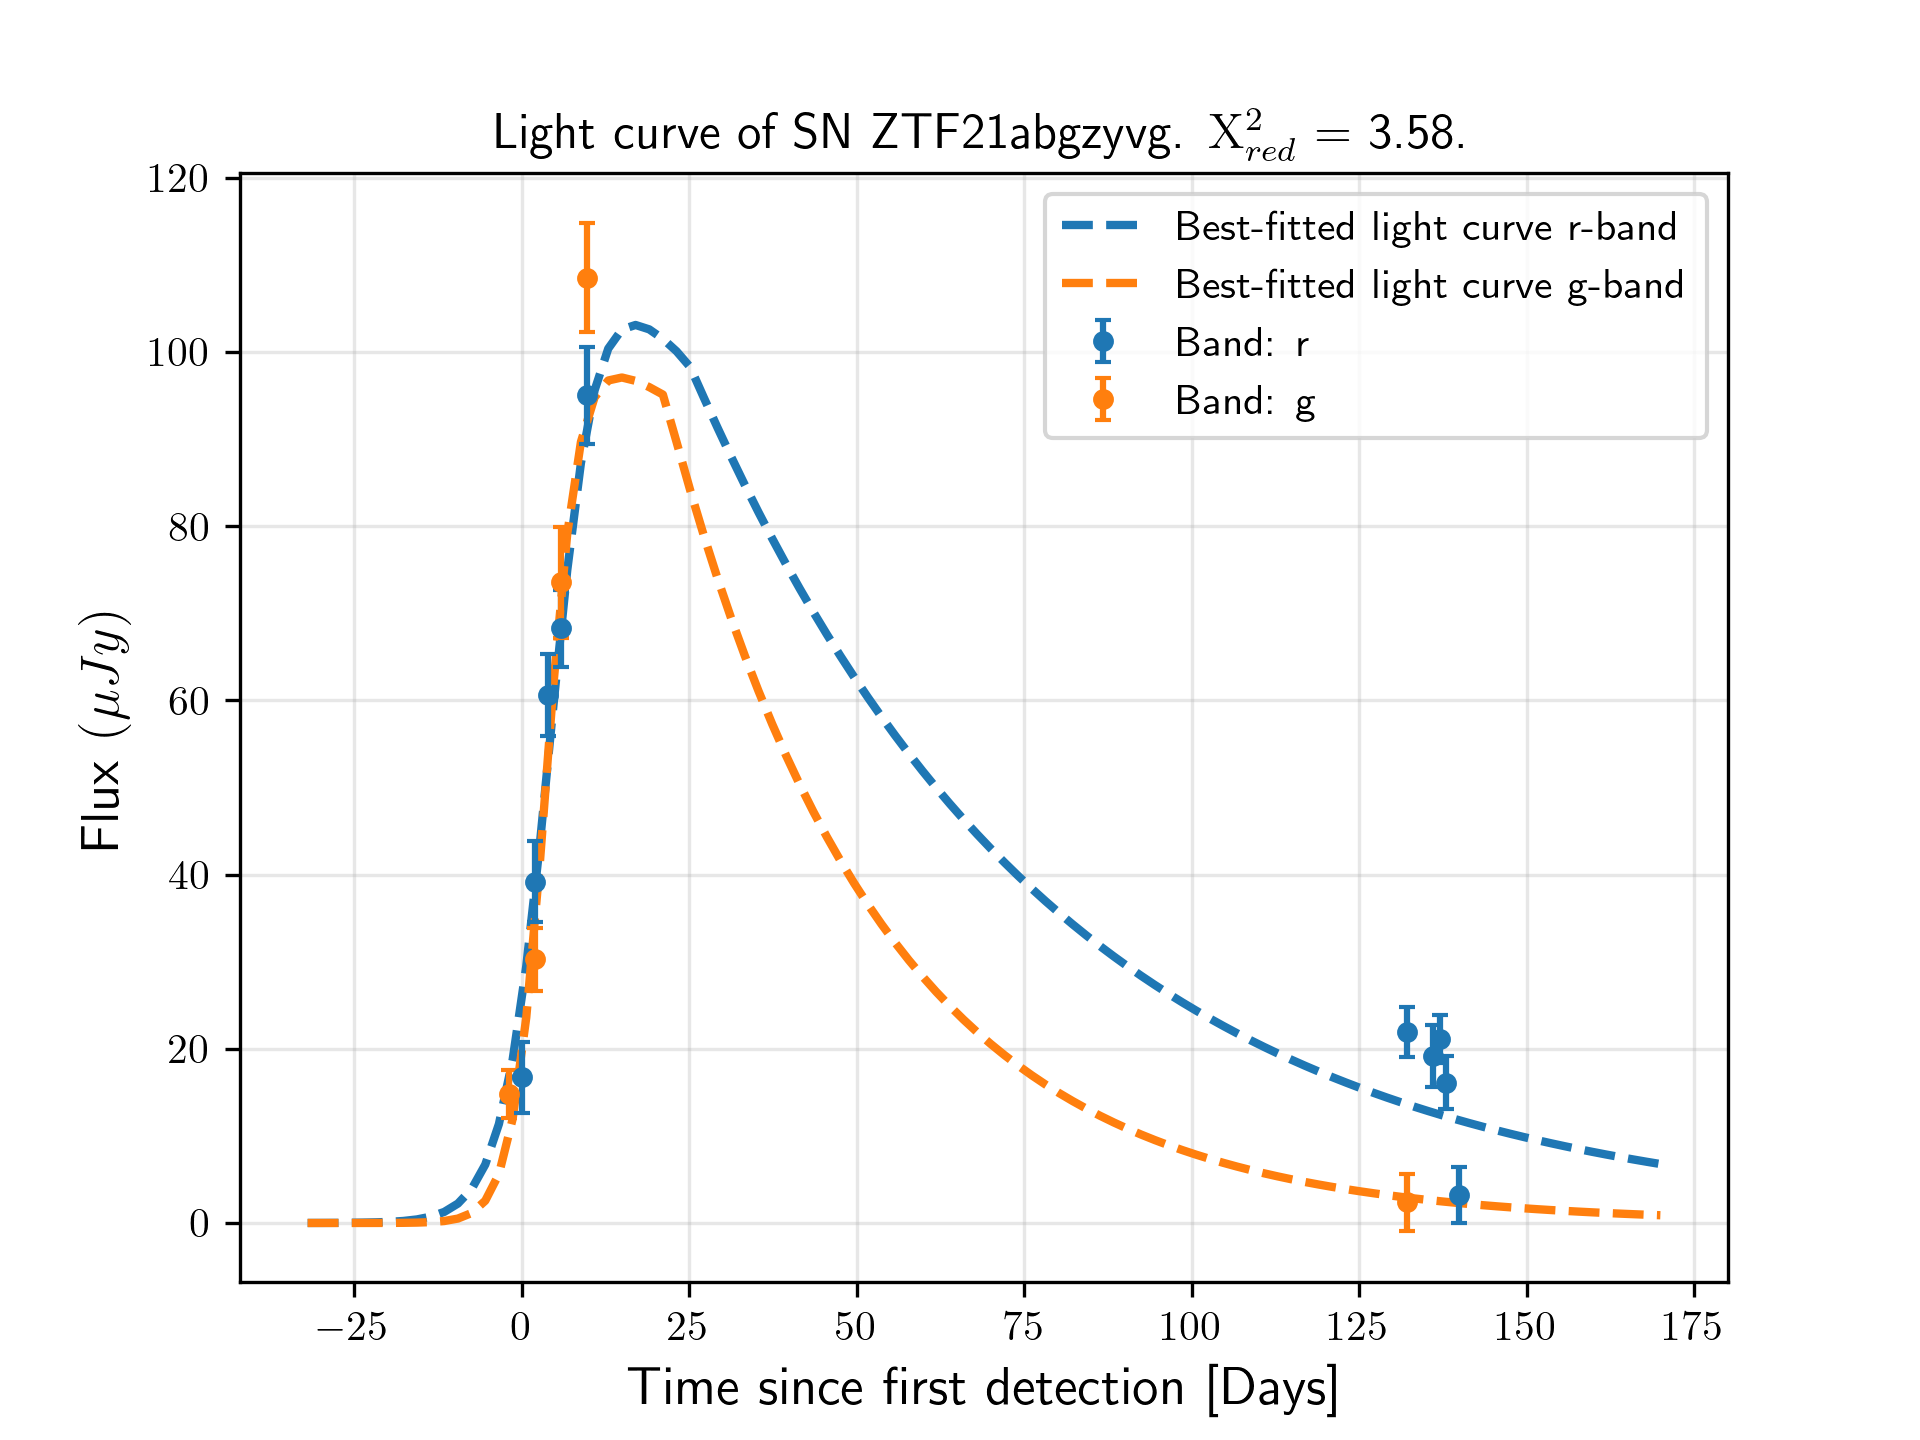 Light curve of SN ZTF21abgzyvg. X²_red = 3.58.
120
100
80
60
40
20
0
Flux (μJy)
Best-fitted light curve r-band
Best-fitted light curve g-band
Band: r
Band: g
−25 0 25 50 75 100 125 150 175
Time since first detection [Days]